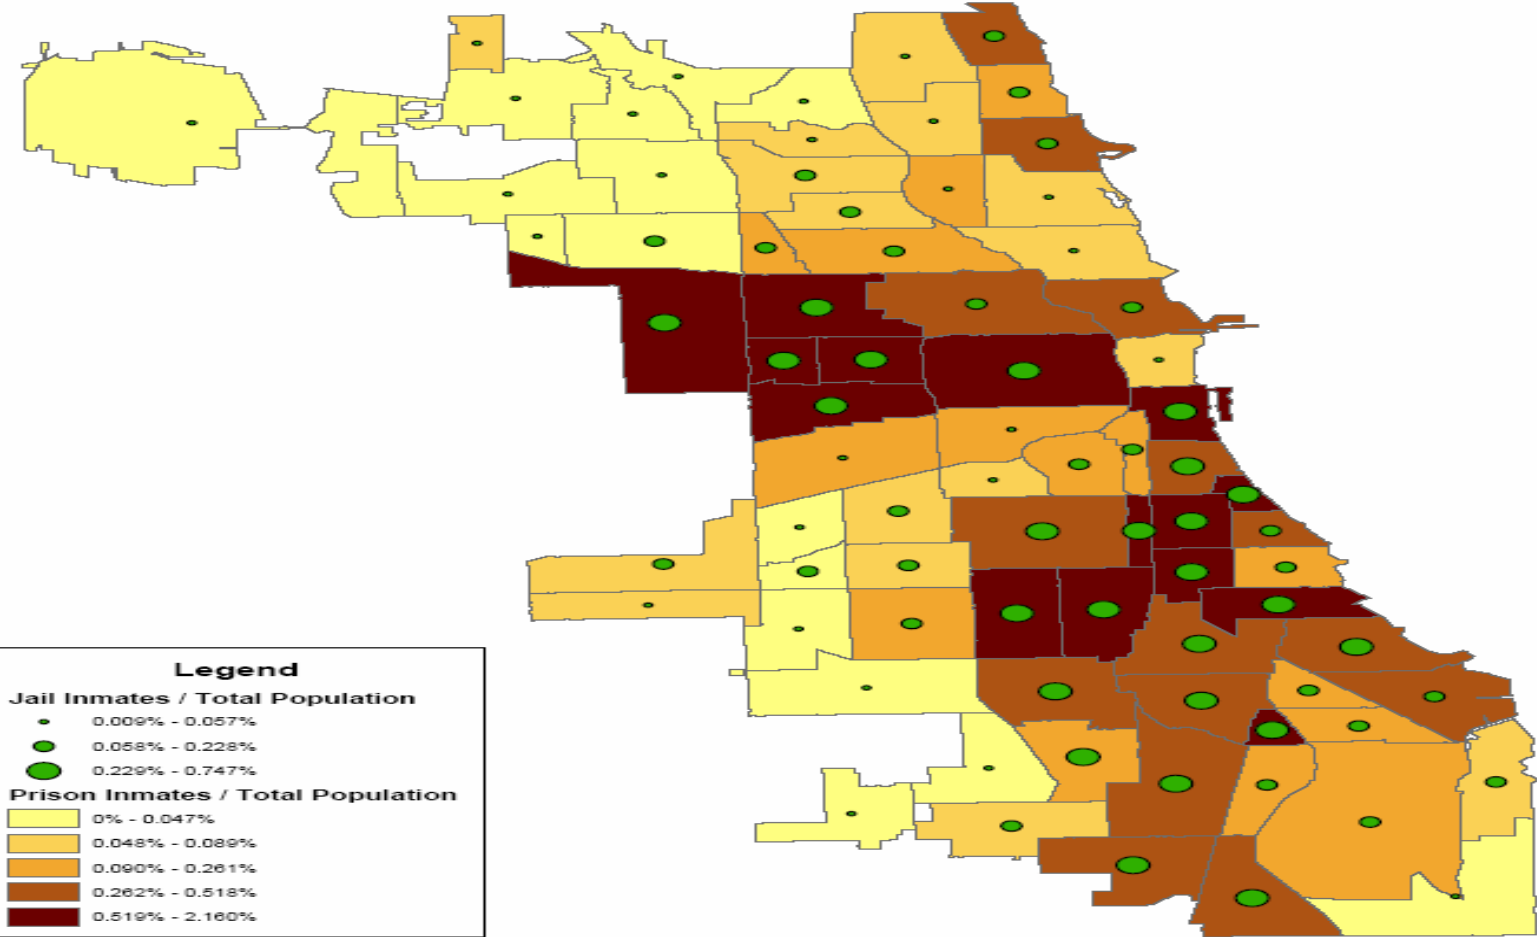 Legend
Jail Inmates / Total Population
0.009% - 0.057%
0.058% - 0.228%
0.229% - 0.747%
Prison Inmates / Total Population
0% - 0.047%
0.048% - 0.089%
0.090% - 0.261%
0.262% - 0.518%
0.519% - 2.160%